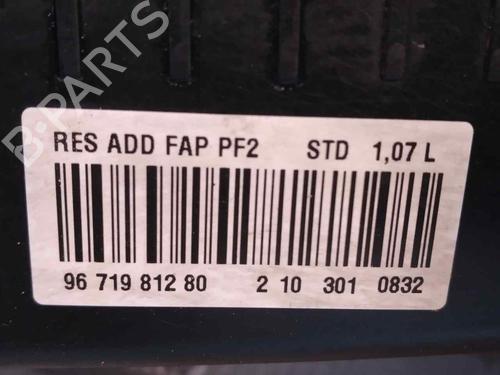 B-PARTS
RES ADD FAP PF2 STD 1,07 L
96 719 812 80 2 10 301 0832